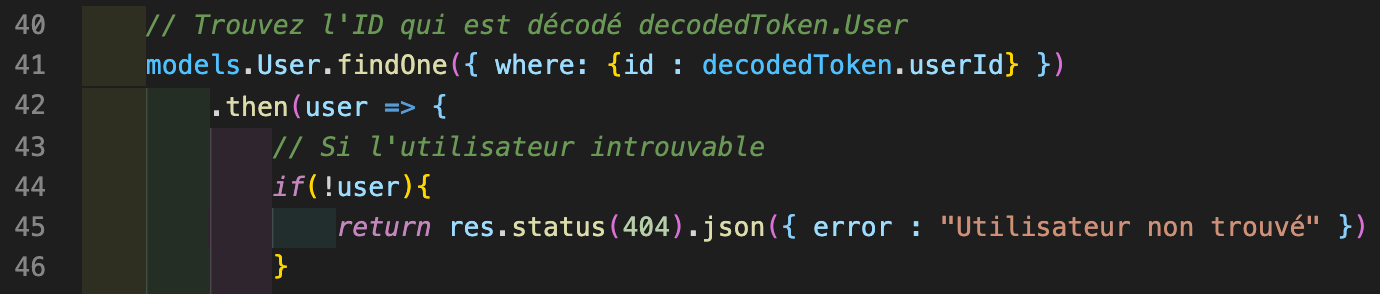 40 // Trouvez l'ID qui est décodé decodedToken.User
41 models.User.findOne({ where: {id : decodedToken.userId} })
42 .then(user => {
43 // Si l'utilisateur introuvable
44 if(!user){
45 return res.status(404).json({ error : "Utilisateur non trouvé" })
46 }